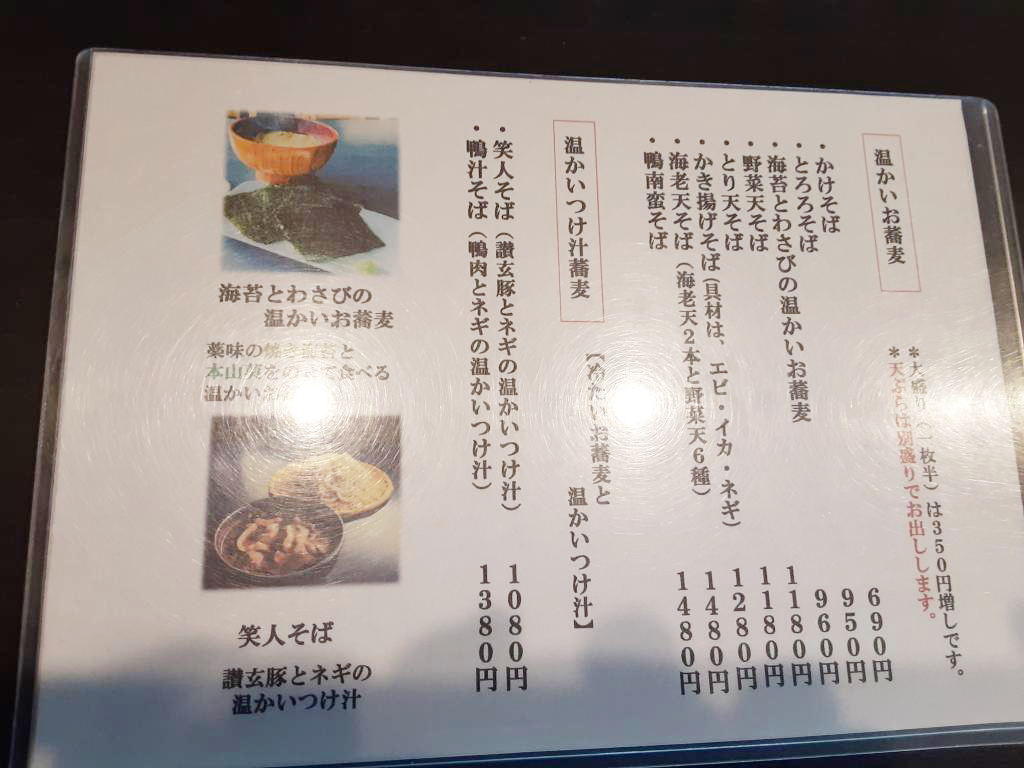 温かいお蕎麦
＊大盛り（一枚半）は350円増しです。
＊天ぷらは別盛りでお出しします。
・かけそば 690円
・とろろそば 950円
・海苔とわさびの温かいお蕎麦 960円
・野菜天そば 1180円
・とり天そば 1180円
・かき揚げそば（具材は、エビ・イカ・ネギ） 1280円
・海老天そば（海老天2本と野菜天6種） 1480円
・鴨南蛮そば 1480円
温かいつけ汁蕎麦
【冷たいお蕎麦と 温かいつけ汁】
・笑人そば（讃玄豚とネギの温かいつけ汁） 1080円
・鴨汁そば（鴨肉とネギの温かいつけ汁） 1380円
海苔とわさびの
温かいお蕎麦
薬味の焼き海苔と
本山葵をのせて食べる
温かい
笑人そば
讃玄豚とネギの
温かいつけ汁